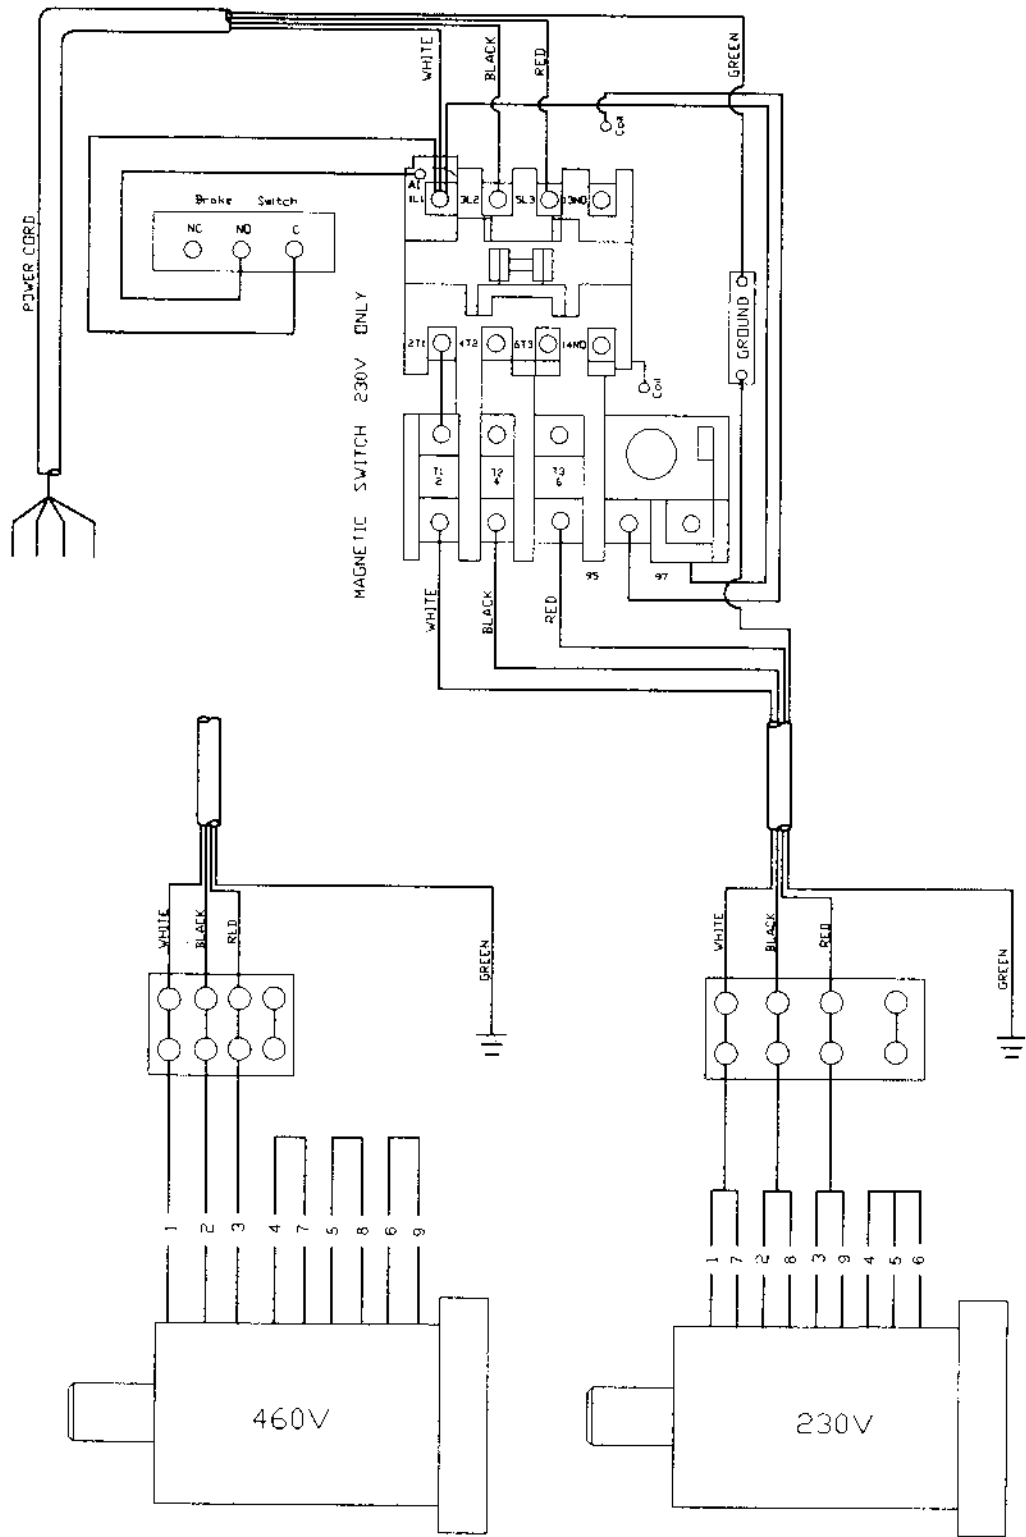 WHITE
BLACK
RED
GREEN
Coil
A1
1L1
3L2
5L3
13NO
Brake Switch
NC
NO
C
POWER CORD
MAGNETIC SWITCH 230V ONLY
GROUND
2T1
4T2
6T3
14NO
Coil
T1
2
T2
4
T3
6
95
97
WHITE
BLACK
RED
WHITE
BLACK
RED
GREEN
WHITE
BLACK
RED
GREEN
1
2
3
4
7
5
8
6
9
1
7
2
8
3
9
4
5
6
460V
230V